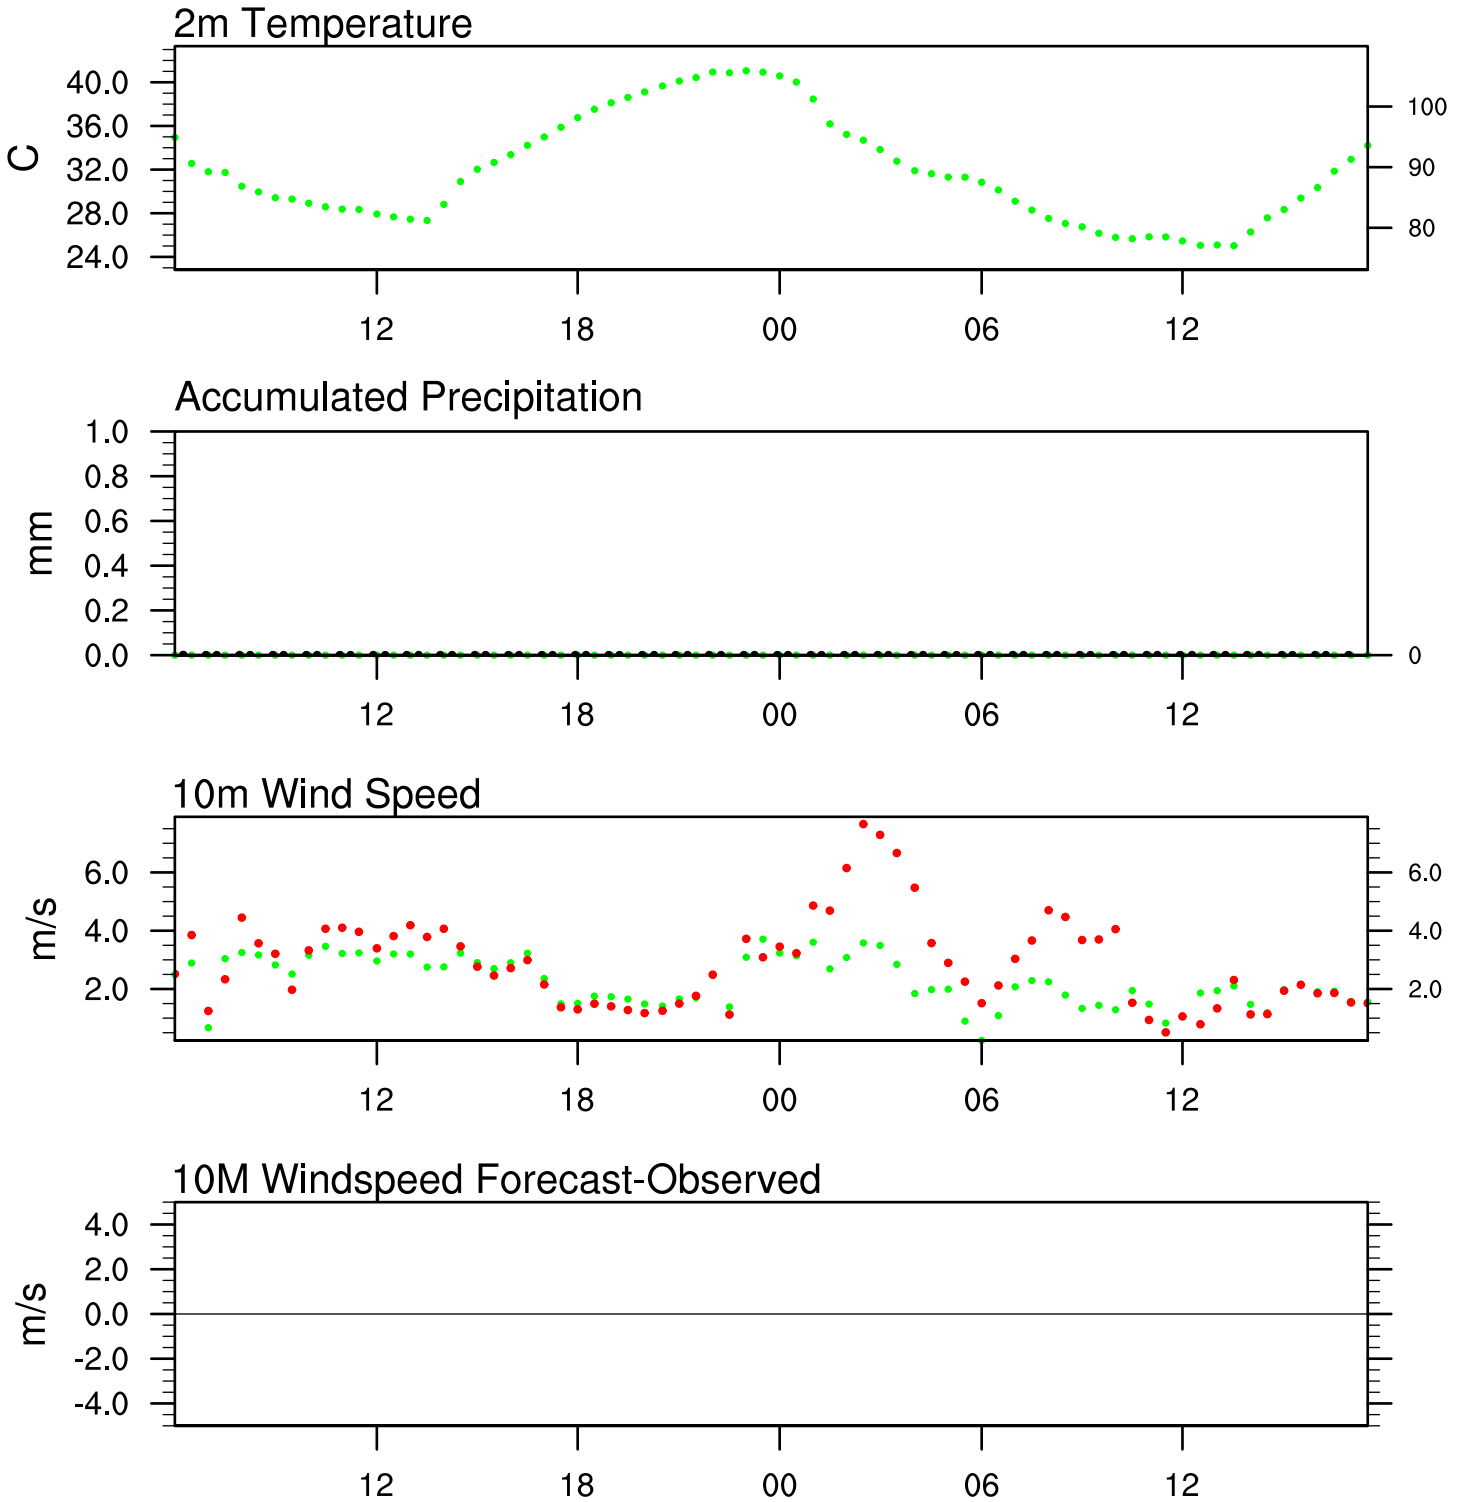 2m Temperature
C
40.0
36.0
32.0
28.0
24.0
100
90
80
12 18 00 06 12
Accumulated Precipitation
mm
1.0
0.8
0.6
0.4
0.2
0.0
0
12 18 00 06 12
10m Wind Speed
m/s
6.0
4.0
2.0
6.0
4.0
2.0
12 18 00 06 12
10M Windspeed Forecast-Observed
m/s
4.0
2.0
0.0
-2.0
-4.0
12 18 00 06 12